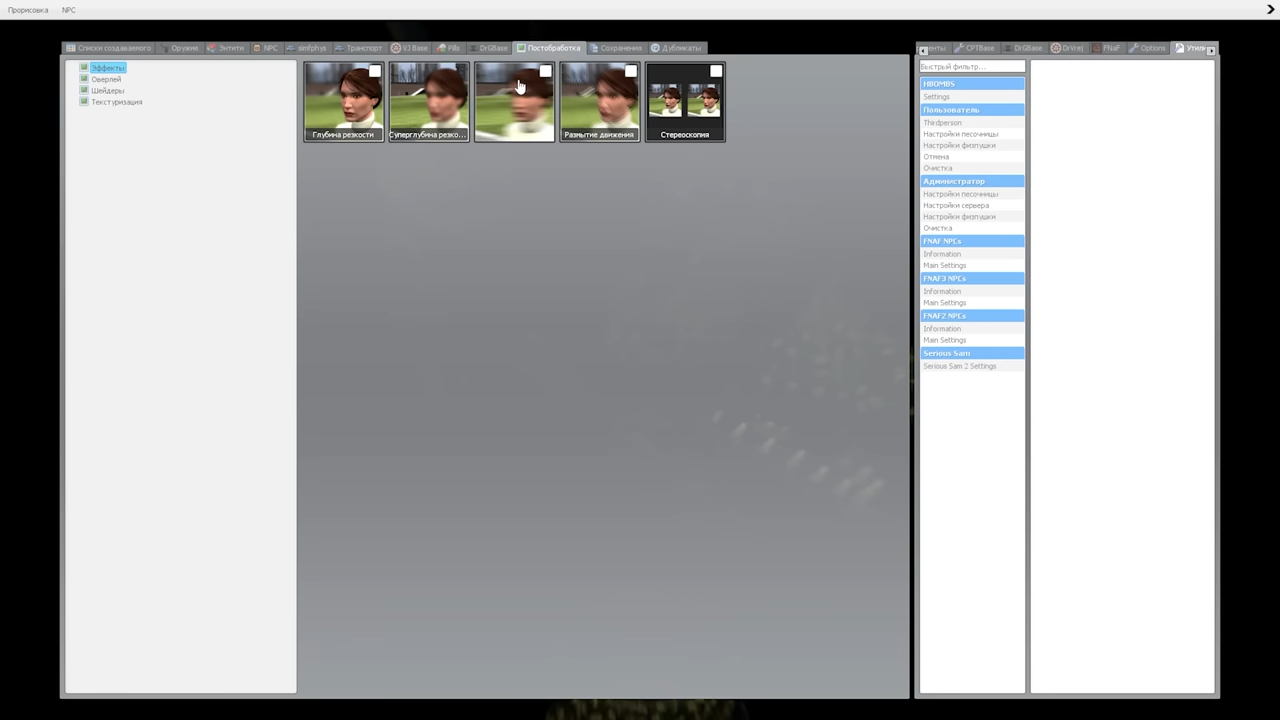 Прорисовка NPC
Списки создаваемого Оружие Энтити NPC simfphys Транспорт VJ Base Pills DrGBase Постобработка Сохранения Дубликаты
енты CPTBase DrGBase DrVrej FNaF Options Утили
Эффекты
Оверлей
Шейдеры
Текстуризация
Глубина резкости
Суперглубина резко...
Размытие движения
Стереоскопия
Быстрый фильтр...
HBOMBS
Settings
Пользователь
Thirdperson
Настройки песочницы
Настройки физпушки
Отмена
Очистка
Администратор
Настройки песочницы
Настройки сервера
Настройки физпушки
Очистка
FNAF NPCs
Information
Main Settings
FNAF3 NPCs
Information
Main Settings
FNAF2 NPCs
Information
Main Settings
Serious Sam
Serious Sam 2 Settings